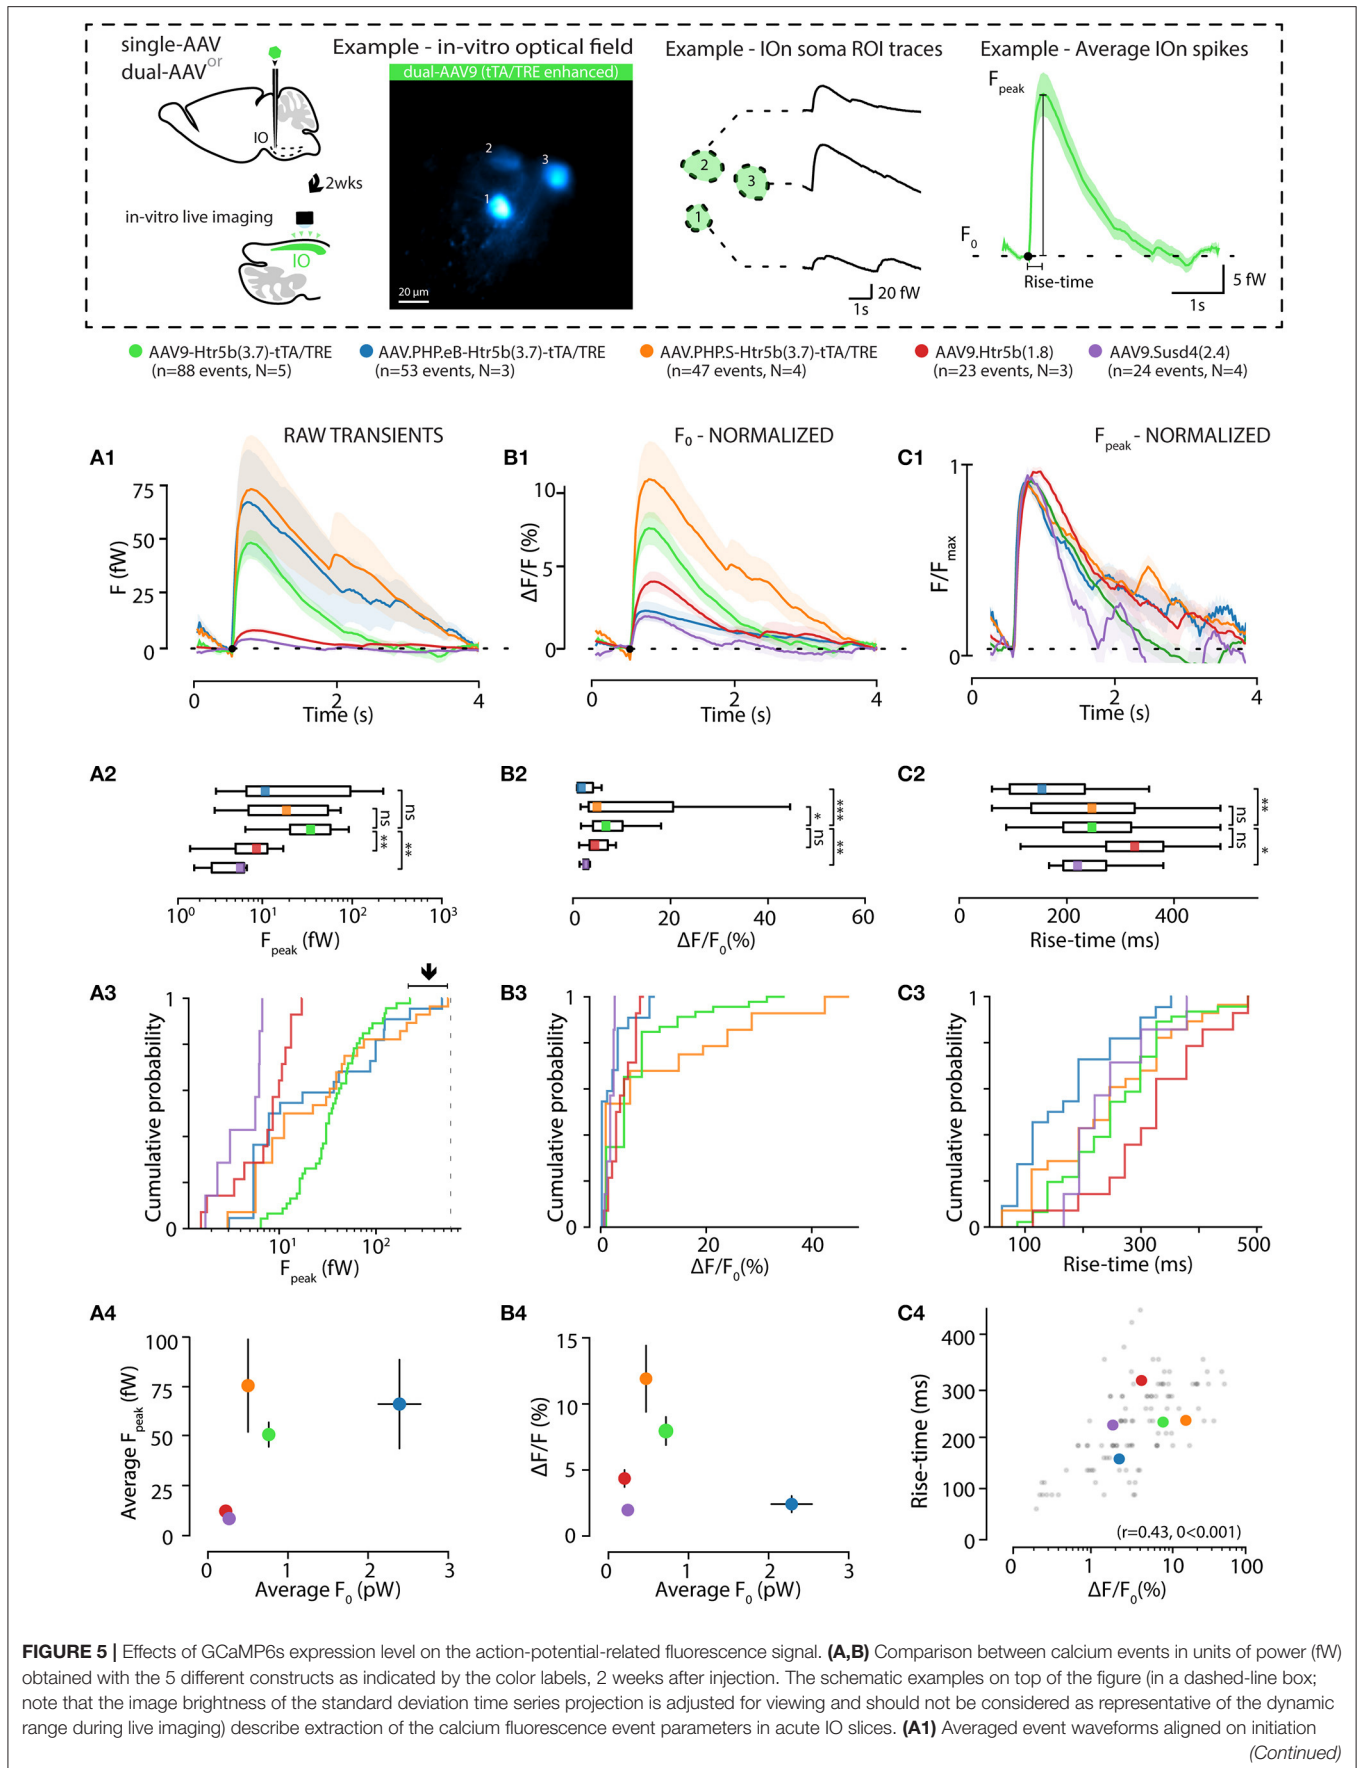 single-AAV
or
dual-AAV
IO
2wks
in-vitro live imaging
IO
Example - in-vitro optical field
dual-AAV9 (tTA/TRE enhanced)
2
3
1
20 µm
Example - IOn soma ROI traces
2
3
1
20 fW
1s
Example - Average IOn spikes
Fpeak
F0
Rise-time
5 fW
1s
AAV9-Htr5b(3.7)-tTA/TRE
(n=88 events, N=5)
AAV.PHP.eB-Htr5b(3.7)-tTA/TRE
(n=53 events, N=3)
AAV.PHP.S-Htr5b(3.7)-tTA/TRE
(n=47 events, N=4)
AAV9.Htr5b(1.8)
(n=23 events, N=3)
AAV9.Susd4(2.4)
(n=24 events, N=4)
A1
RAW TRANSIENTS
75
50
25
0
F (fW)
0 2 4
Time (s)
B1
F0 - NORMALIZED
10
5
0
ΔF/F (%)
0 2 4
Time (s)
C1
Fpeak - NORMALIZED
1
0
F/Fmax
0 2 4
Time (s)
A2
ns
ns
**
**
10⁰ 10¹ 10² 10³
Fpeak (fW)
B2
***
*
ns
**
0 20 40 60
ΔF/F0(%)
C2
**
ns
ns
*
0 200 400
Rise-time (ms)
A3
1
0
Cumulative probability
10¹ 10²
Fpeak (fW)
B3
1
0
Cumulative probability
0 20 40
ΔF/F0(%)
C3
1
0
Cumulative probability
100 300 500
Rise-time (ms)
A4
100
75
50
25
0
Average Fpeak (fW)
0 1 2 3
Average F0 (pW)
B4
15
10
5
0
ΔF/F (%)
0 1 2 3
Average F0 (pW)
C4
400
300
200
100
0
Rise-time (ms)
(r=0.43, 0<0.001)
0 1 10 100
ΔF/F0(%)
FIGURE 5 | Effects of GCaMP6s expression level on the action-potential-related fluorescence signal. (A,B) Comparison between calcium events in units of power (fW)
obtained with the 5 different constructs as indicated by the color labels, 2 weeks after injection. The schematic examples on top of the figure (in a dashed-line box;
note that the image brightness of the standard deviation time series projection is adjusted for viewing and should not be considered as representative of the dynamic
range during live imaging) describe extraction of the calcium fluorescence event parameters in acute IO slices. (A1) Averaged event waveforms aligned on initiation
(Continued)